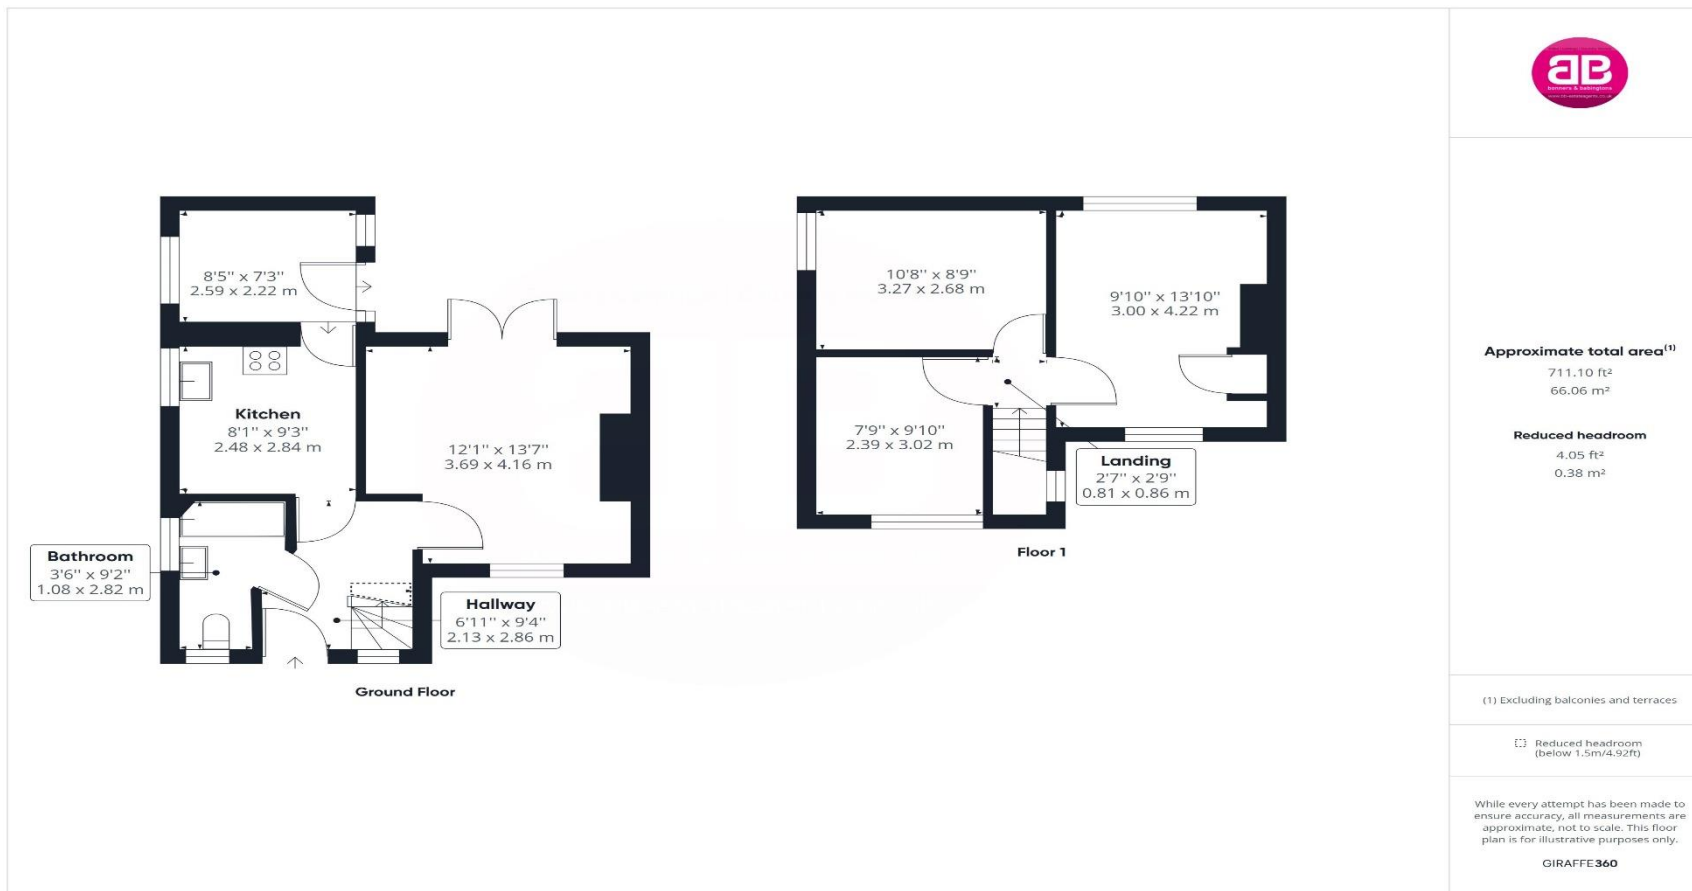 8'5" x 7'3"
2.59 x 2.22 m
Kitchen
8'1" x 9'3"
2.48 x 2.84 m
12'1" x 13'7"
3.69 x 4.16 m
Bathroom
3'6" x 9'2"
1.08 x 2.82 m
Hallway
6'11" x 9'4"
2.13 x 2.86 m
Ground Floor
10'8" x 8'9"
3.27 x 2.68 m
9'10" x 13'10"
3.00 x 4.22 m
7'9" x 9'10"
2.39 x 3.02 m
Landing
2'7" x 2'9"
0.81 x 0.86 m
Floor 1
BB
bonners & babingtons
Approximate total area(1)
711.10 ft²
66.06 m²
Reduced headroom
4.05 ft²
0.38 m²
(1) Excluding balconies and terraces
Reduced headroom
(below 1.5m/4.92ft)
While every attempt has been made to
ensure accuracy, all measurements are
approximate, not to scale. This floor
plan is for illustrative purposes only.
GIRAFFE360